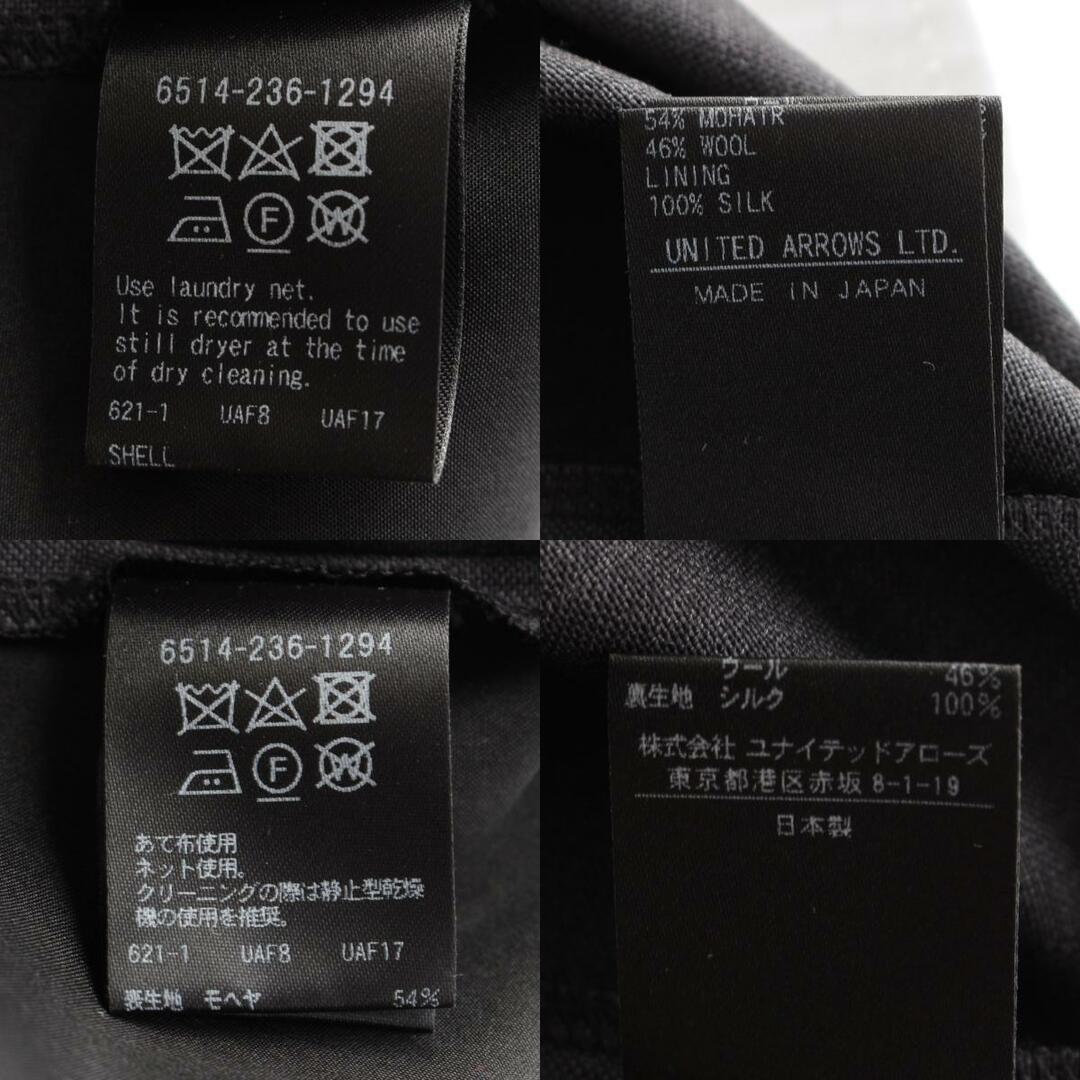 6514-236-1294
F W
Use laundry net.
It is recommended to use
still dryer at the time
of dry cleaning.
621-1 UAF8 UAF17
SHELL
54% MOHAIR
46% WOOL
LINING
100% SILK
UNITED ARROWS LTD.
MADE IN JAPAN
6514-236-1294
F W
あて布使用
ネット使用。
クリーニングの際は静止型乾燥
機の使用を推奨。
621-1 UAF8 UAF17
表生地 モヘヤ 54%
ウール 46%
裏生地 シルク 100%
株式会社 ユナイテッドアローズ
東京都港区赤坂 8-1-19
日本製